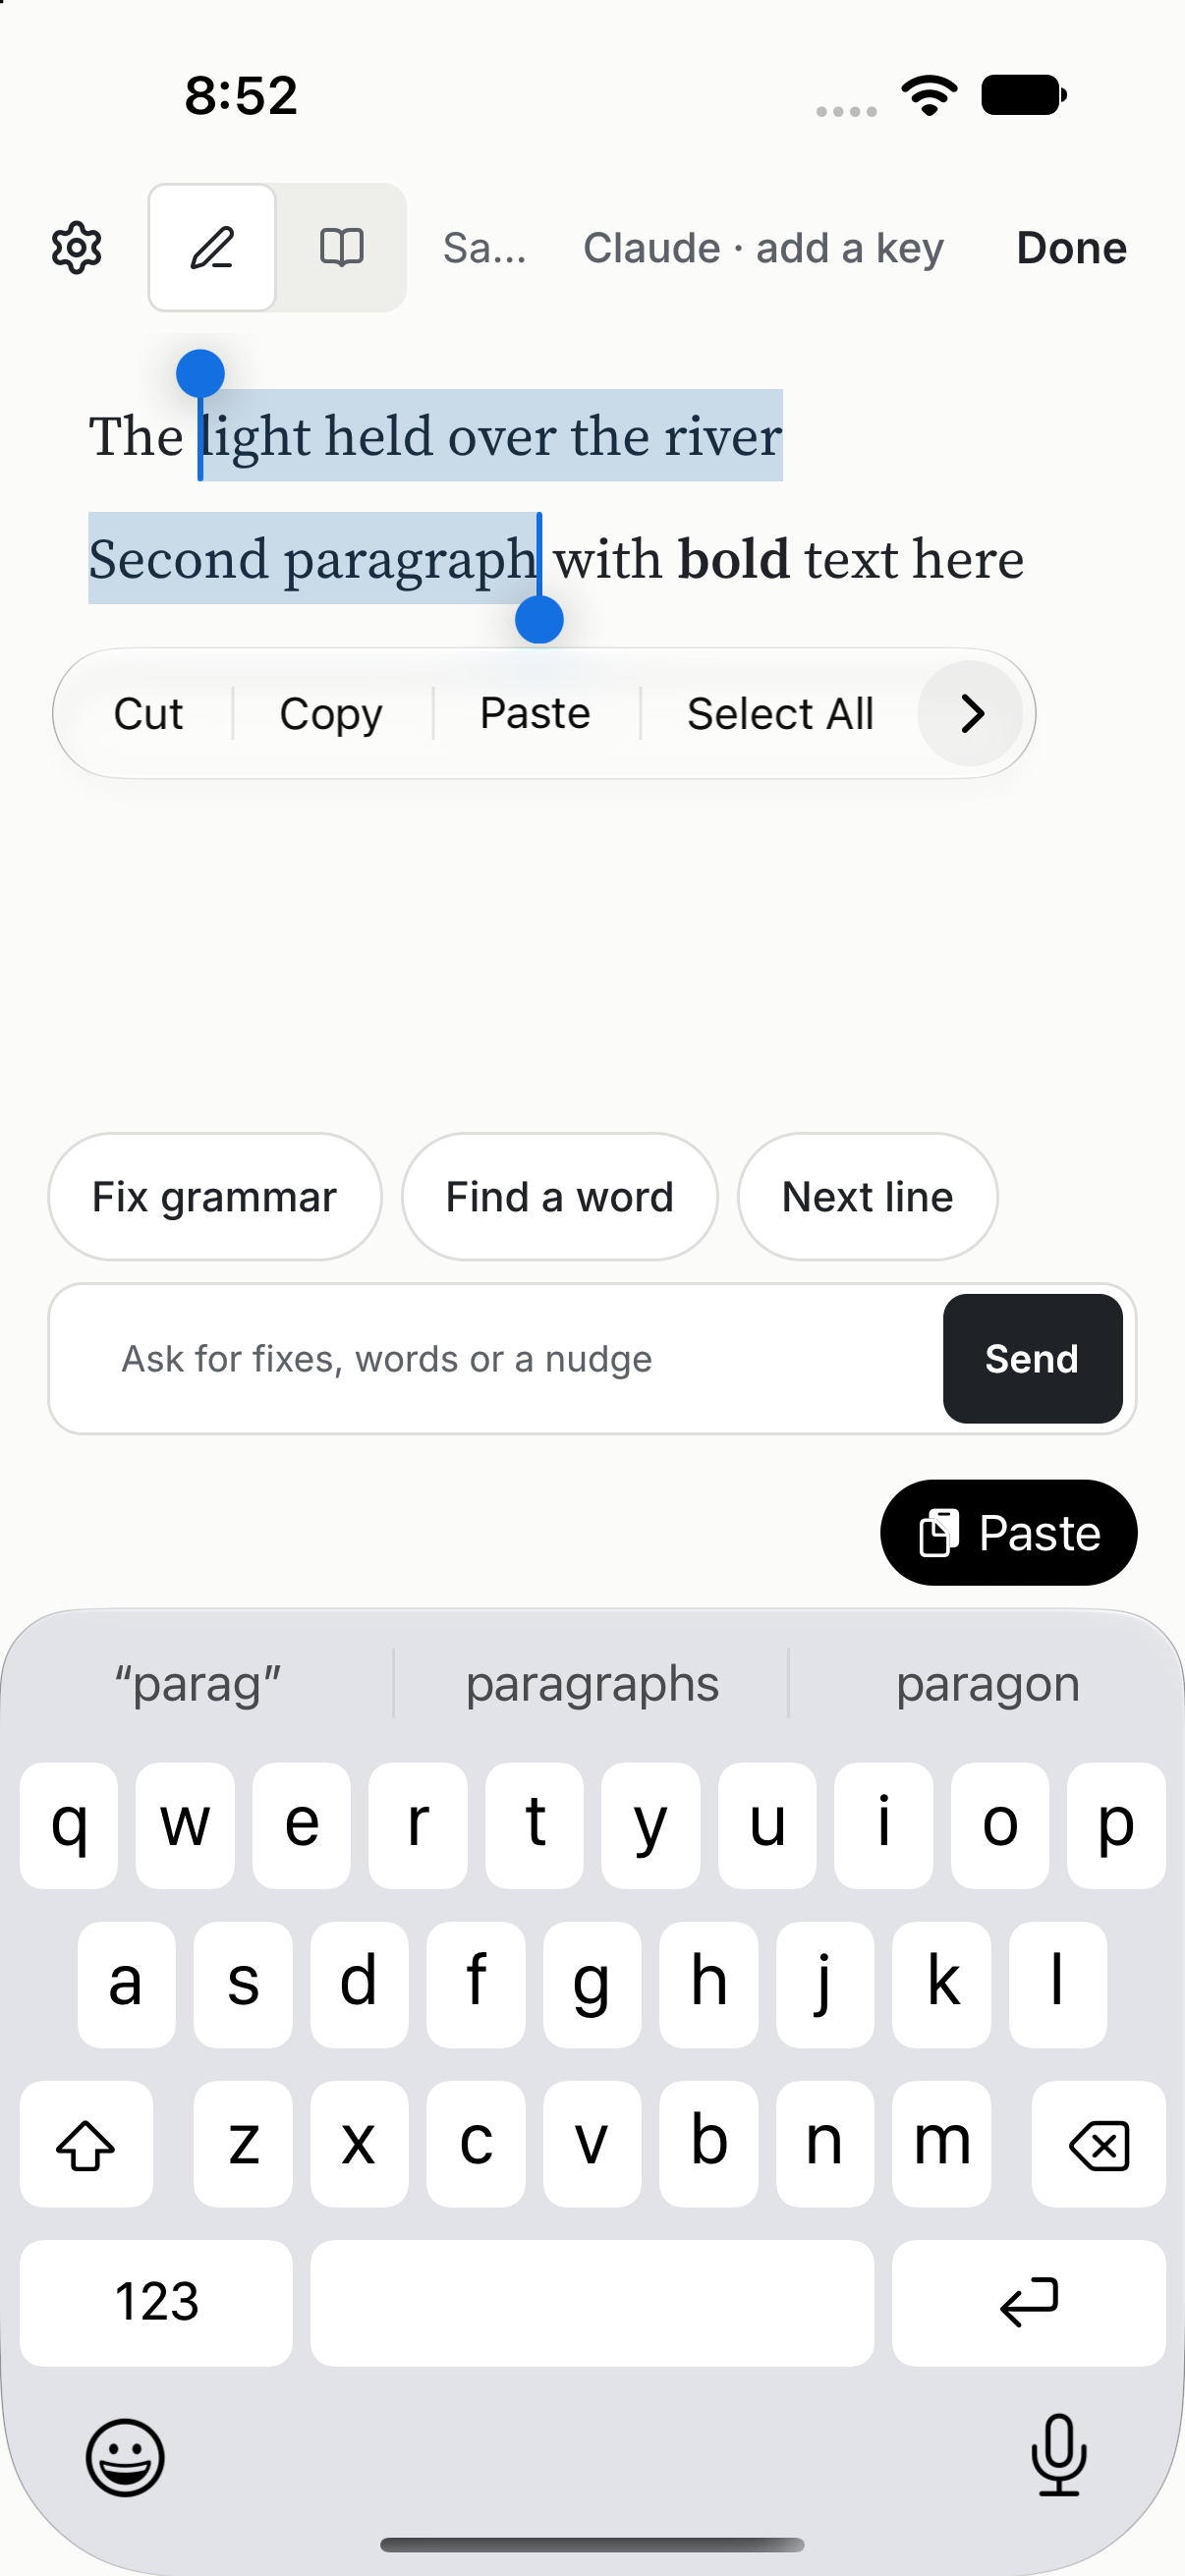 8:52
Sa... Claude · add a key Done
The light held over the river
Second paragraph with bold text here
Cut Copy Paste Select All
Fix grammar Find a word Next line
Ask for fixes, words or a nudge Send
Paste
“parag” paragraphs paragon
q w e r t y u i o p
a s d f g h j k l
z x c v b n m
123